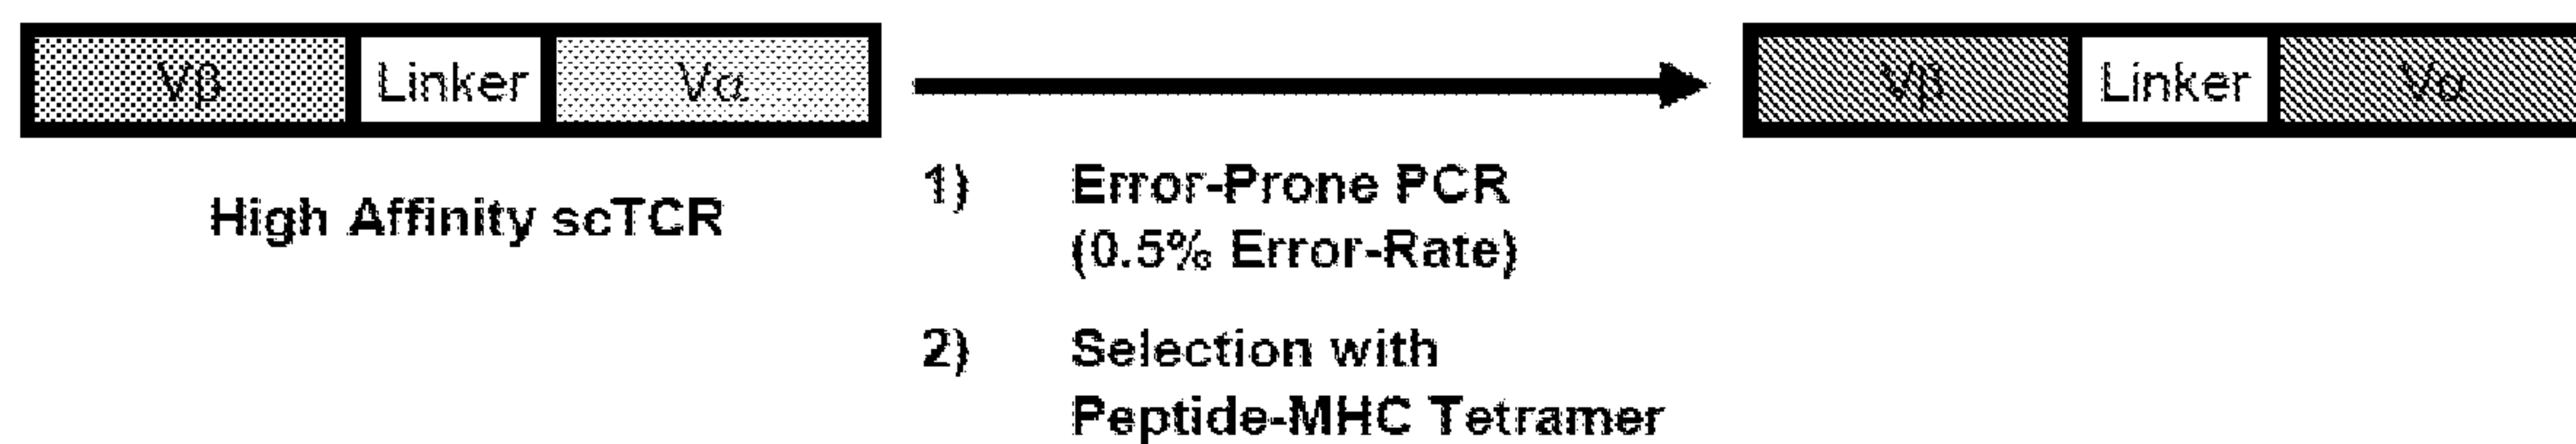 Vβ Linker Vα Vβ Linker Vα
High Affinity scTCR
1) Error-Prone PCR
(0.5% Error-Rate)
2) Selection with
Peptide-MHC Tetramer